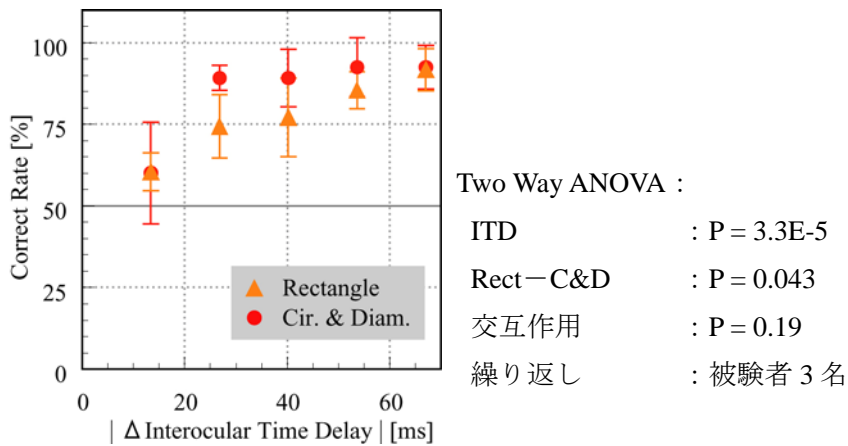 100
75
50
25
0
Correct Rate [%]
Rectangle
Cir. & Diam.
0 20 40 60
| Δ Interocular Time Delay | [ms]
Two Way ANOVA :
ITD : P = 3.3E-5
Rect－C&D : P = 0.043
交互作用 : P = 0.19
繰り返し : 被験者 3 名